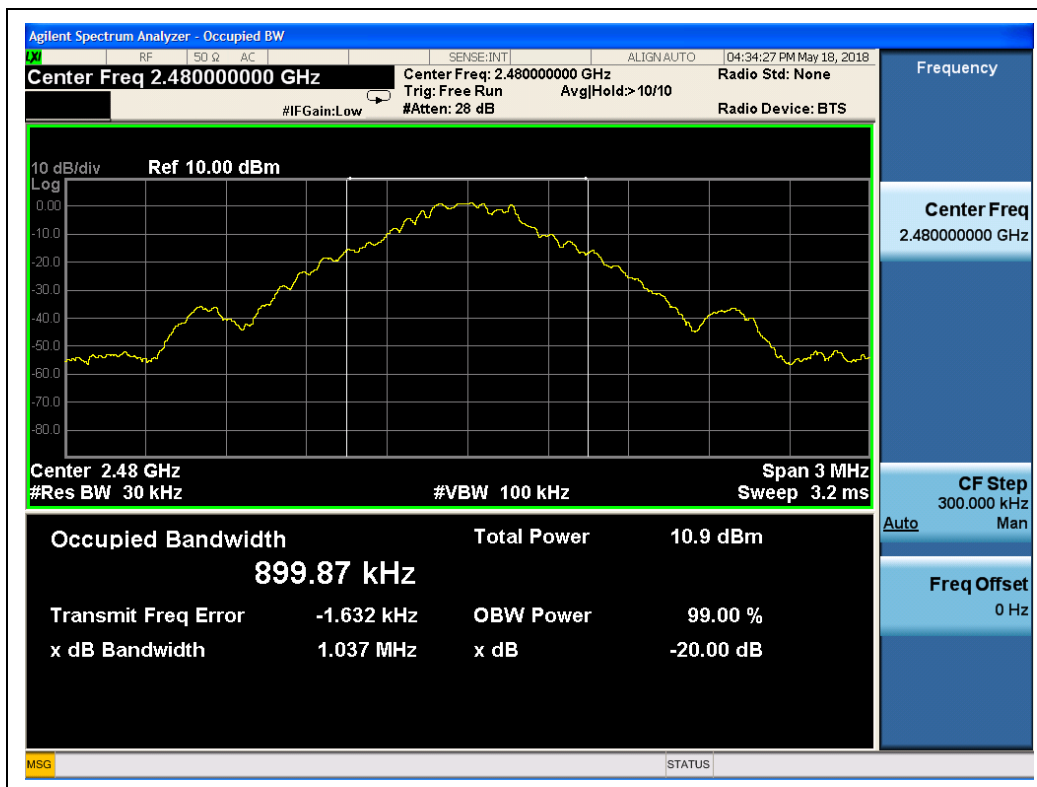 Agilent Spectrum Analyzer - Occupied BW
LXI RF 50 Ω AC SENSE:INT ALIGN AUTO 04:34:27 PM May 18, 2018
Center Freq 2.480000000 GHz
Center Freq: 2.480000000 GHz
Radio Std: None
Trig: Free Run Avg|Hold:>10/10
#IFGain:Low
#Atten: 28 dB
Radio Device: BTS
10 dB/div Ref 10.00 dBm
Log
0.00
-10.0
-20.0
-30.0
-40.0
-50.0
-60.0
-70.0
-80.0
Center 2.48 GHz Span 3 MHz
#Res BW 30 kHz #VBW 100 kHz Sweep 3.2 ms
Occupied Bandwidth Total Power 10.9 dBm
899.87 kHz
Transmit Freq Error -1.632 kHz OBW Power 99.00 %
x dB Bandwidth 1.037 MHz x dB -20.00 dB
Frequency
Center Freq
2.480000000 GHz
CF Step
300.000 kHz
Auto Man
Freq Offset
0 Hz
MSG STATUS